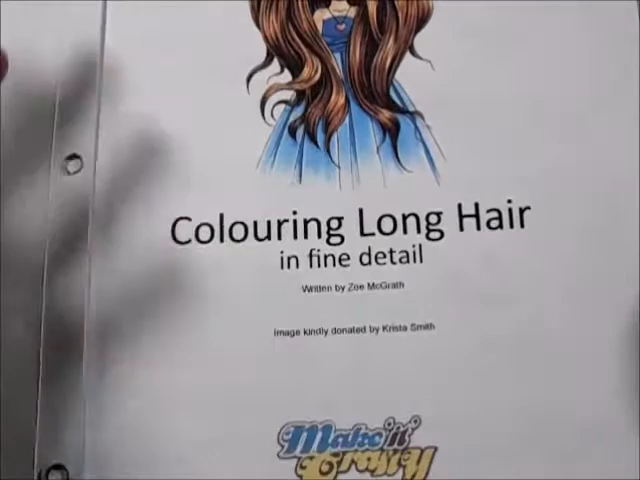 Colouring Long Hair
in fine detail
Written by Zoe McGrath
Image kindly donated by Krista Smith
Make it
Crafty